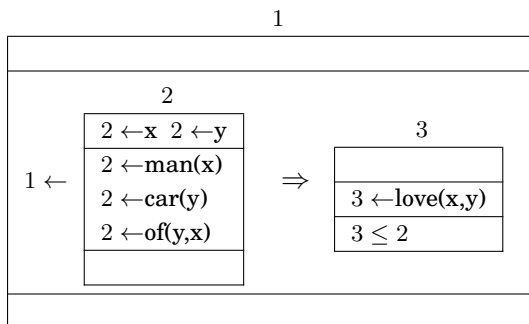 1
2
2 ←x 2 ←y
3
2 ←man(x)
1 ← 2 ←car(y) ⇒ 3 ←love(x,y)
2 ←of(y,x)
3 ≤ 2